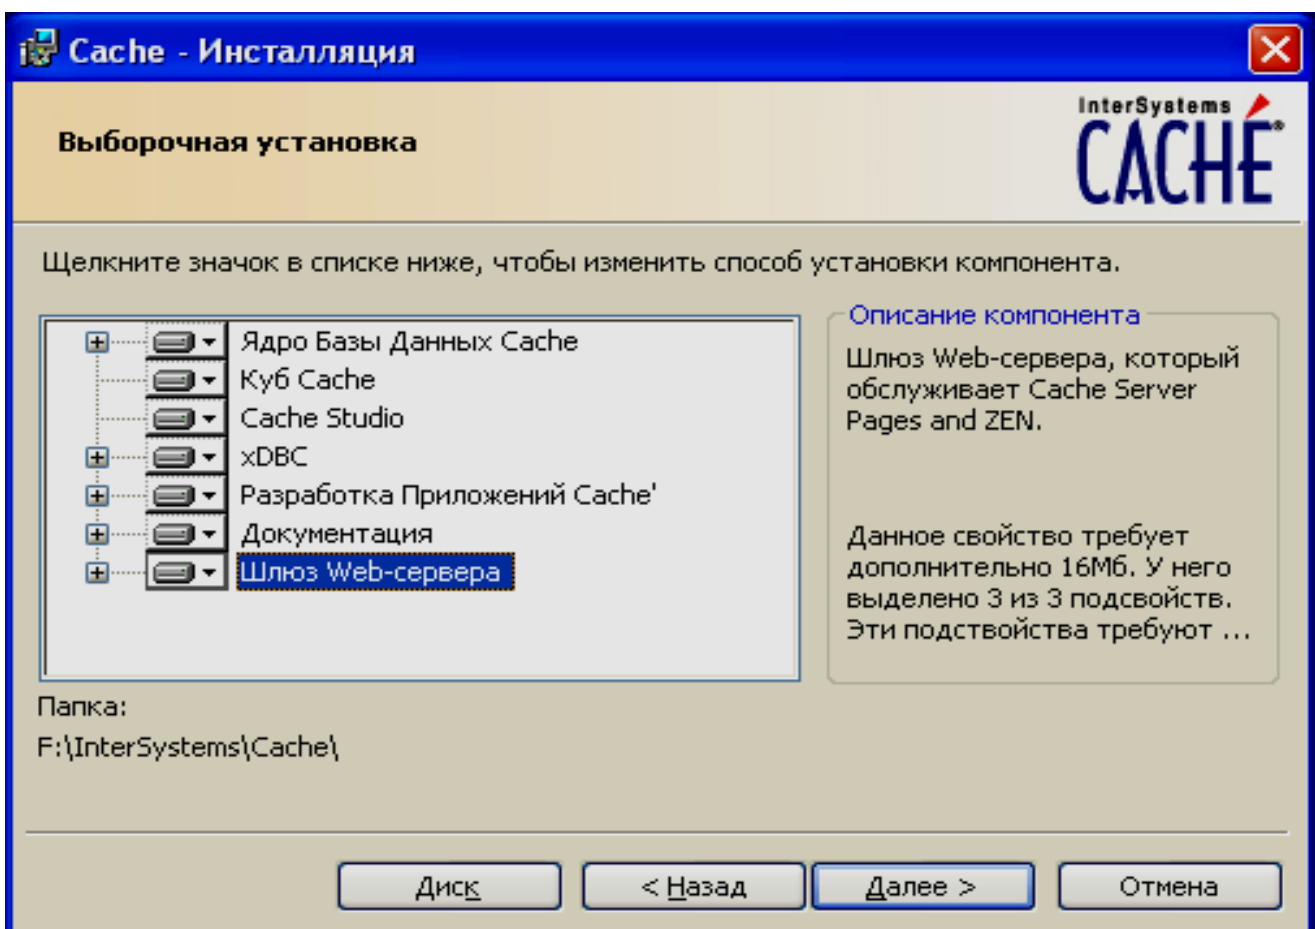 Cache - Инсталляция
Выборочная установка
InterSystems
CACHÉ®
Щелкните значок в списке ниже, чтобы изменить способ установки компонента.
Ядро Базы Данных Cache
Куб Cache
Cache Studio
xDBC
Разработка Приложений Cache'
Документация
Шлюз Web-сервера
Описание компонента
Шлюз Web-сервера, который
обслуживает Cache Server
Pages and ZEN.
Данное свойство требует
дополнительно 16Мб. У него
выделено 3 из 3 подсвойств.
Эти подствойства требуют ...
Папка:
F:\InterSystems\Cache\
Диск
< Назад
Далее >
Отмена